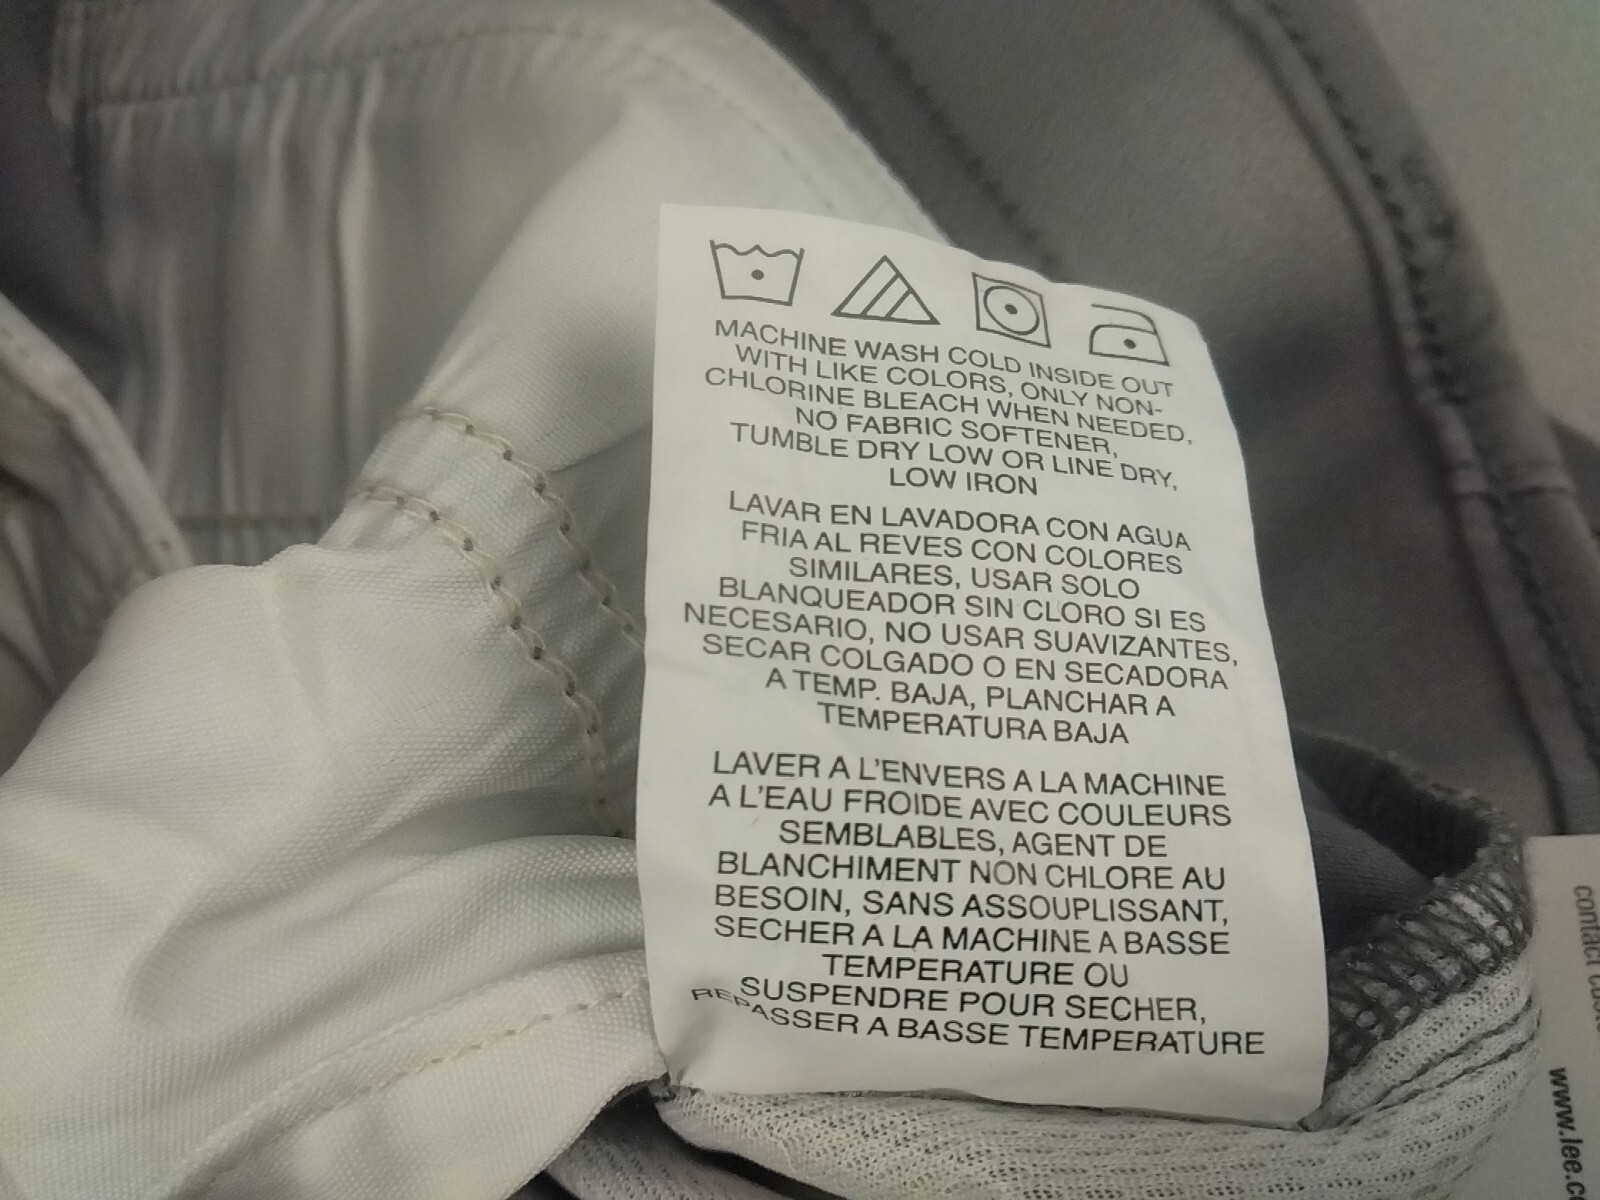 MACHINE WASH COLD INSIDE OUT
WITH LIKE COLORS, ONLY NON-
CHLORINE BLEACH WHEN NEEDED,
NO FABRIC SOFTENER,
TUMBLE DRY LOW OR LINE DRY,
LOW IRON
LAVAR EN LAVADORA CON AGUA
FRIA AL REVES CON COLORES
SIMILARES, USAR SOLO
BLANQUEADOR SIN CLORO SI ES
NECESARIO, NO USAR SUAVIZANTES,
SECAR COLGADO O EN SECADORA
A TEMP. BAJA, PLANCHAR A
TEMPERATURA BAJA
LAVER A L'ENVERS A LA MACHINE
A L'EAU FROIDE AVEC COULEURS
SEMBLABLES, AGENT DE
BLANCHIMENT NON CHLORE AU
BESOIN, SANS ASSOUPLISSANT,
SECHER A LA MACHINE A BASSE
TEMPERATURE OU
SUSPENDRE POUR SECHER,
REPASSER A BASSE TEMPERATURE
contact
www.lee.c